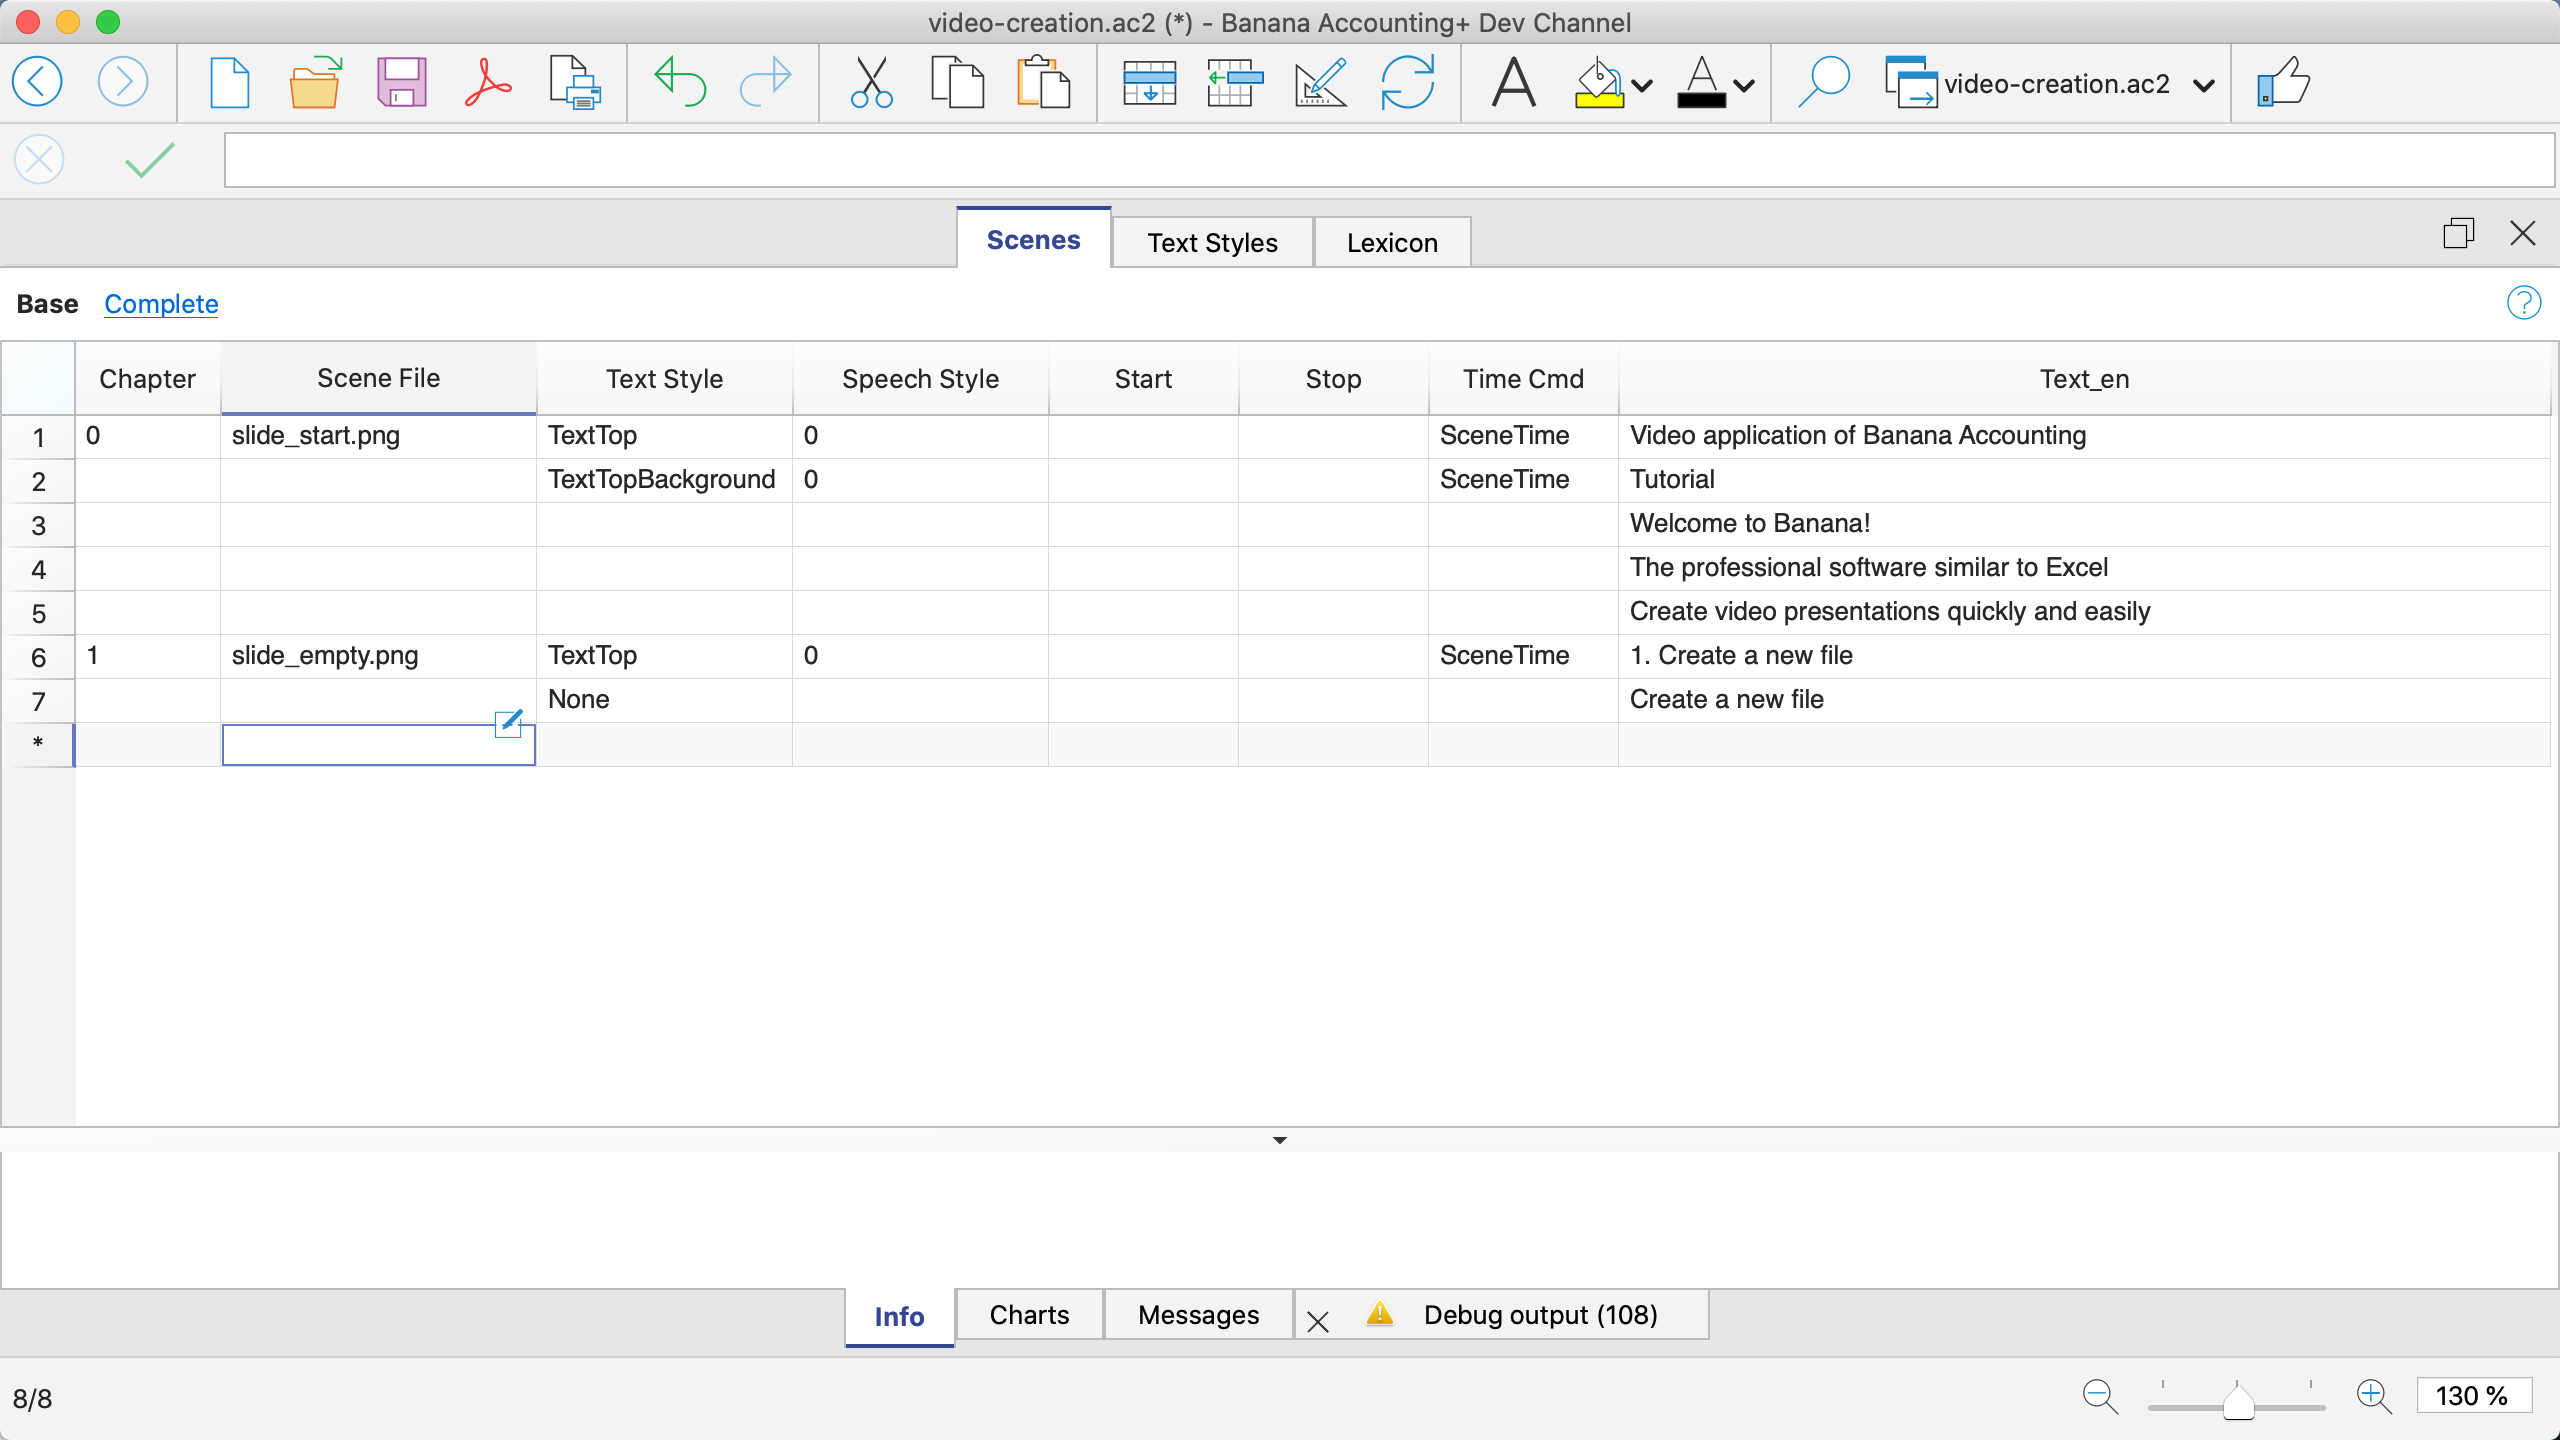 video-creation.ac2 (*) - Banana Accounting+ Dev Channel
video-creation.ac2
Scenes Text Styles Lexicon
Base Complete
Chapter Scene File Text Style Speech Style Start Stop Time Cmd Text_en
1 0 slide_start.png TextTop 0 SceneTime Video application of Banana Accounting
2 TextTopBackground 0 SceneTime Tutorial
3 Welcome to Banana!
4 The professional software similar to Excel
5 Create video presentations quickly and easily
6 1 slide_empty.png TextTop 0 SceneTime 1. Create a new file
7 None Create a new file
*
Info Charts Messages Debug output (108)
8/8 130 %